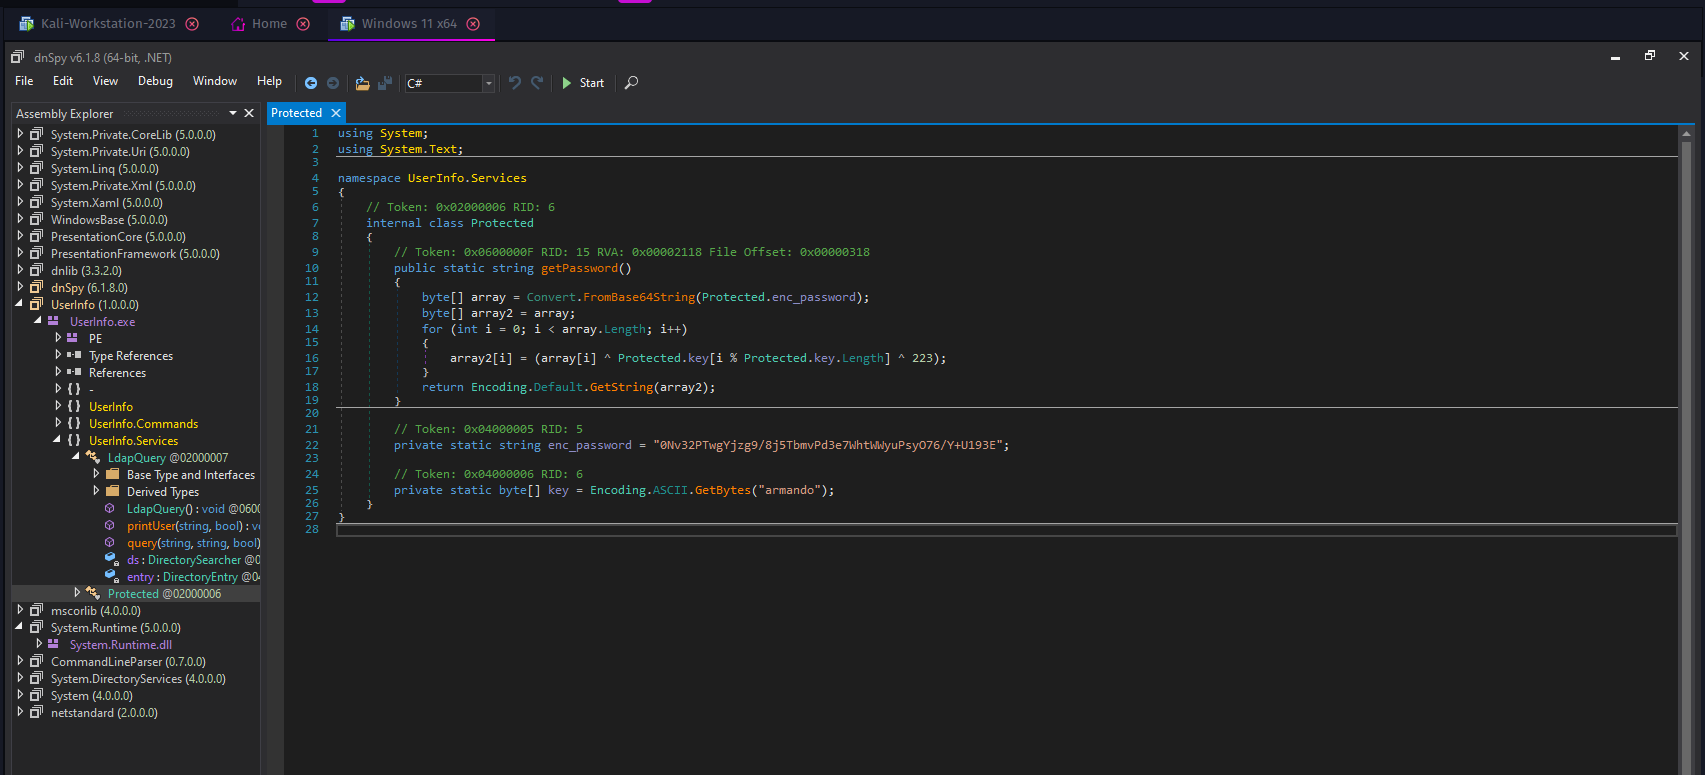 Kali-Workstation-2023
Home
Windows 11 x64
dnSpy v6.1.8 (64-bit, .NET)
File Edit View Debug Window Help C# Start
Assembly Explorer
System.Private.CoreLib (5.0.0.0)
System.Private.Uri (5.0.0.0)
System.Linq (5.0.0.0)
System.Private.Xml (5.0.0.0)
System.Xaml (5.0.0.0)
WindowsBase (5.0.0.0)
PresentationCore (5.0.0.0)
PresentationFramework (5.0.0.0)
dnlib (3.3.2.0)
dnSpy (6.1.8.0)
UserInfo (1.0.0.0)
UserInfo.exe
PE
Type References
References
{ } -
{ } UserInfo
{ } UserInfo.Commands
{ } UserInfo.Services
LdapQuery @02000007
Base Type and Interfaces
Derived Types
LdapQuery() : void @0600
printUser(string, bool) : v
query(string, string, bool)
ds : DirectorySearcher @0
entry : DirectoryEntry @04
Protected @02000006
mscorlib (4.0.0.0)
System.Runtime (5.0.0.0)
System.Runtime.dll
CommandLineParser (0.7.0.0)
System.DirectoryServices (4.0.0.0)
System (4.0.0.0)
netstandard (2.0.0.0)
Protected
1 using System;
2 using System.Text;
3
4 namespace UserInfo.Services
5 {
6 // Token: 0x02000006 RID: 6
7 internal class Protected
8 {
9 // Token: 0x0600000F RID: 15 RVA: 0x00002118 File Offset: 0x00000318
10 public static string getPassword()
11 {
12 byte[] array = Convert.FromBase64String(Protected.enc_password);
13 byte[] array2 = array;
14 for (int i = 0; i < array.Length; i++)
15 {
16 array2[i] = (array[i] ^ Protected.key[i % Protected.key.Length] ^ 223);
17 }
18 return Encoding.Default.GetString(array2);
19 }
20
21 // Token: 0x04000005 RID: 5
22 private static string enc_password = "0Nv32PTwgYjzg9/8j5TbmvPd3e7WhtWWyuPsyO76/Y+U193E";
23
24 // Token: 0x04000006 RID: 6
25 private static byte[] key = Encoding.ASCII.GetBytes("armando");
26 }
27 }
28